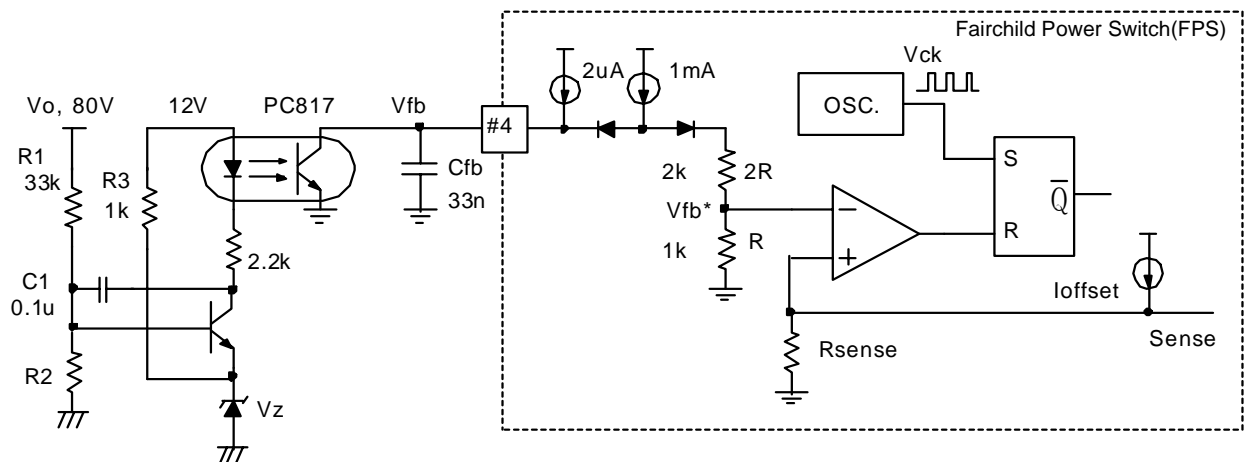 Fairchild Power Switch(FPS)
Vck
2uA
1mA
Vo, 80V
12V
PC817
Vfb
#4
OSC.
R1
33k
R3
1k
Cfb
33n
2k
2R
S
Q
Vfb*
−
1k
R
R
2.2k
+
C1
0.1u
Ioffset
Rsense
Sense
R2
Vz